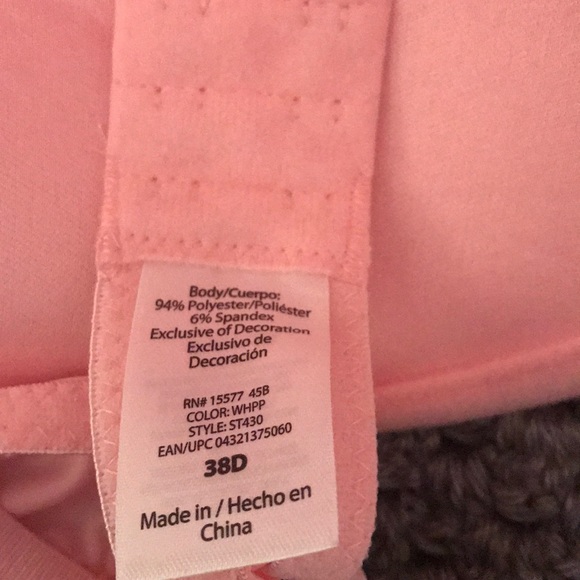 Body/Cuerpo:
94% Polyester/Poliéster
6% Spandex
Exclusive of Decoration
Exclusivo de
Decoración
RN# 15577 45B
COLOR: WHPP
STYLE: ST430
EAN/UPC 04321375060
38D
Made in / Hecho en
China